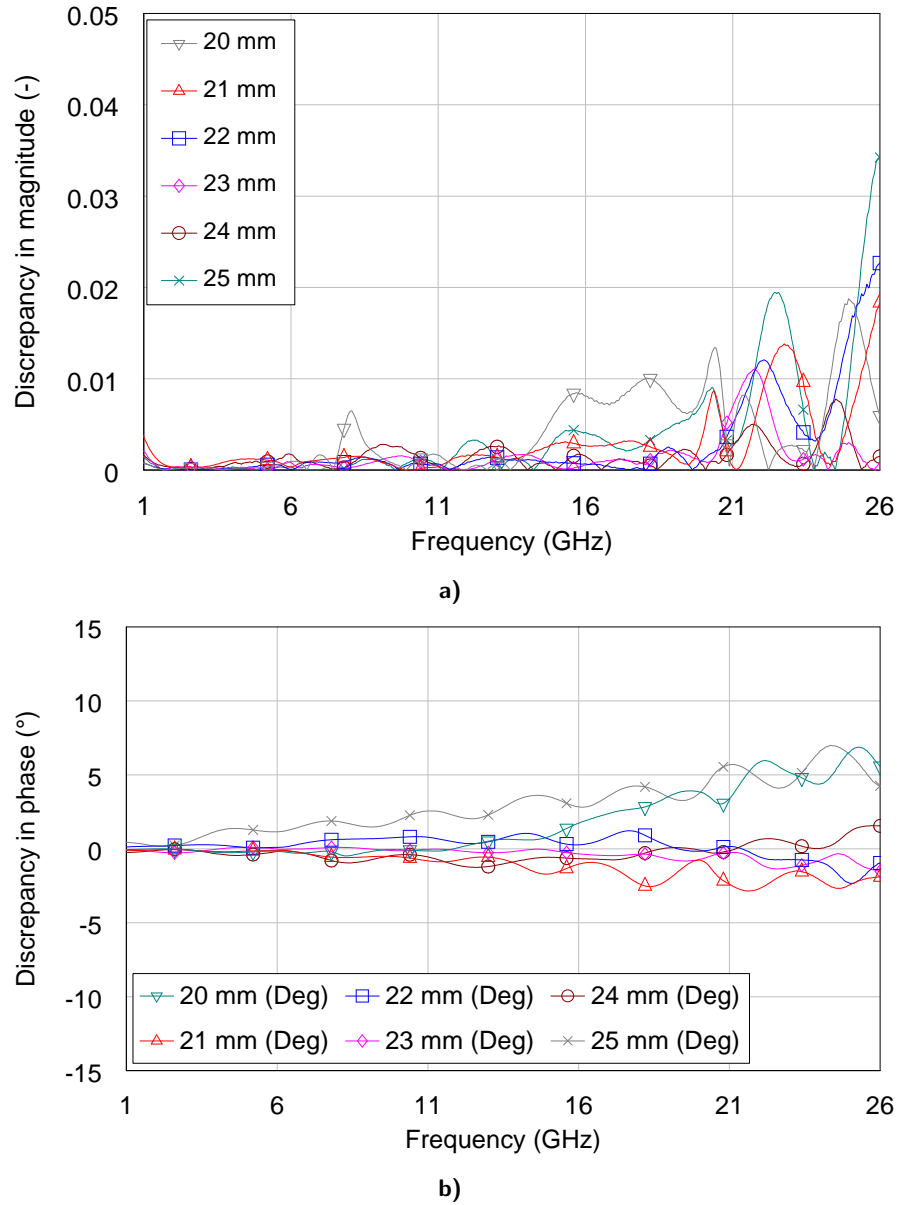 0.05
0.04
0.03
0.02
0.01
0
Discrepancy in magnitude (-)
20 mm
21 mm
22 mm
23 mm
24 mm
25 mm
1 6 11 16 21 26
Frequency (GHz)
a)
15
10
5
0
-5
-10
-15
Discrepancy in phase (°)
20 mm (Deg) 22 mm (Deg) 24 mm (Deg)
21 mm (Deg) 23 mm (Deg) 25 mm (Deg)
1 6 11 16 21 26
Frequency (GHz)
b)